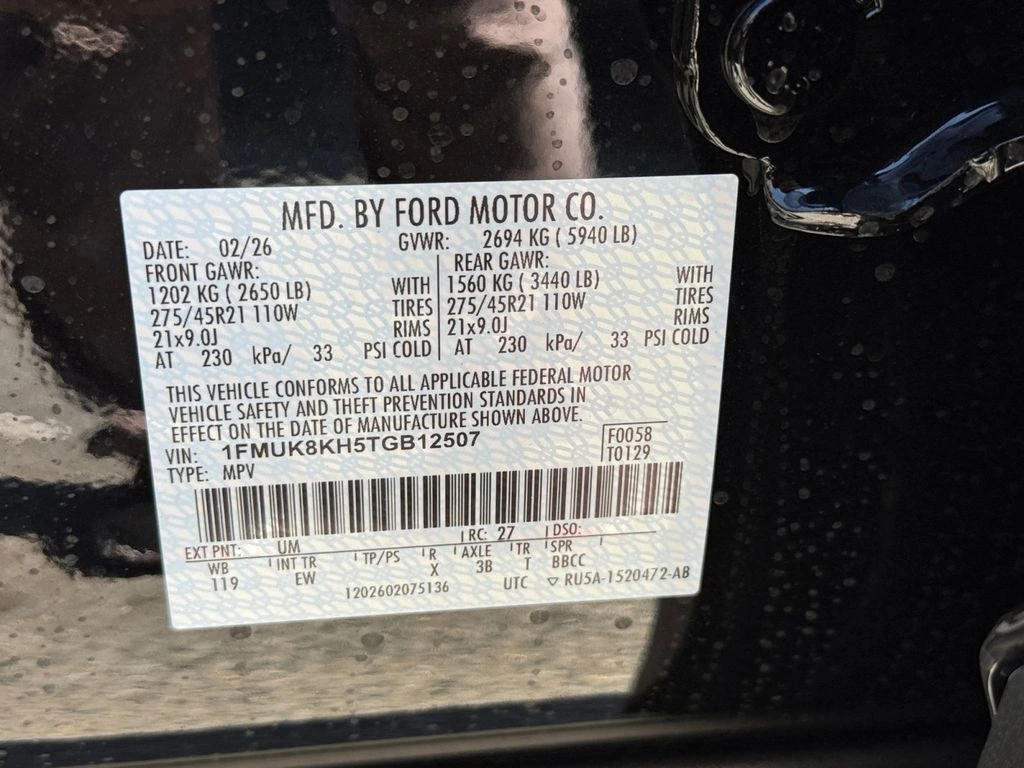 MFD. BY FORD MOTOR CO.
DATE: 02/26 GVWR: 2694 KG ( 5940 LB)
FRONT GAWR: REAR GAWR:
1202 KG ( 2650 LB) WITH 1560 KG ( 3440 LB) WITH
275/45R21 110W TIRES 275/45R21 110W TIRES
21x9.0J RIMS 21x9.0J RIMS
AT 230 kPa/ 33 PSI COLD AT 230 kPa/ 33 PSI COLD
THIS VEHICLE CONFORMS TO ALL APPLICABLE FEDERAL MOTOR
VEHICLE SAFETY AND THEFT PREVENTION STANDARDS IN
EFFECT ON THE DATE OF MANUFACTURE SHOWN ABOVE.
VIN: 1FMUK8KH5TGB12507 F0058
TYPE: MPV T0129
EXT PNT: UM RC: 27 DSO:
WB INT TR TP/PS R AXLE TR SPR
119 EW X 3B T BBCC
1202602075136 UTC ▽ RU5A-1520472-AB